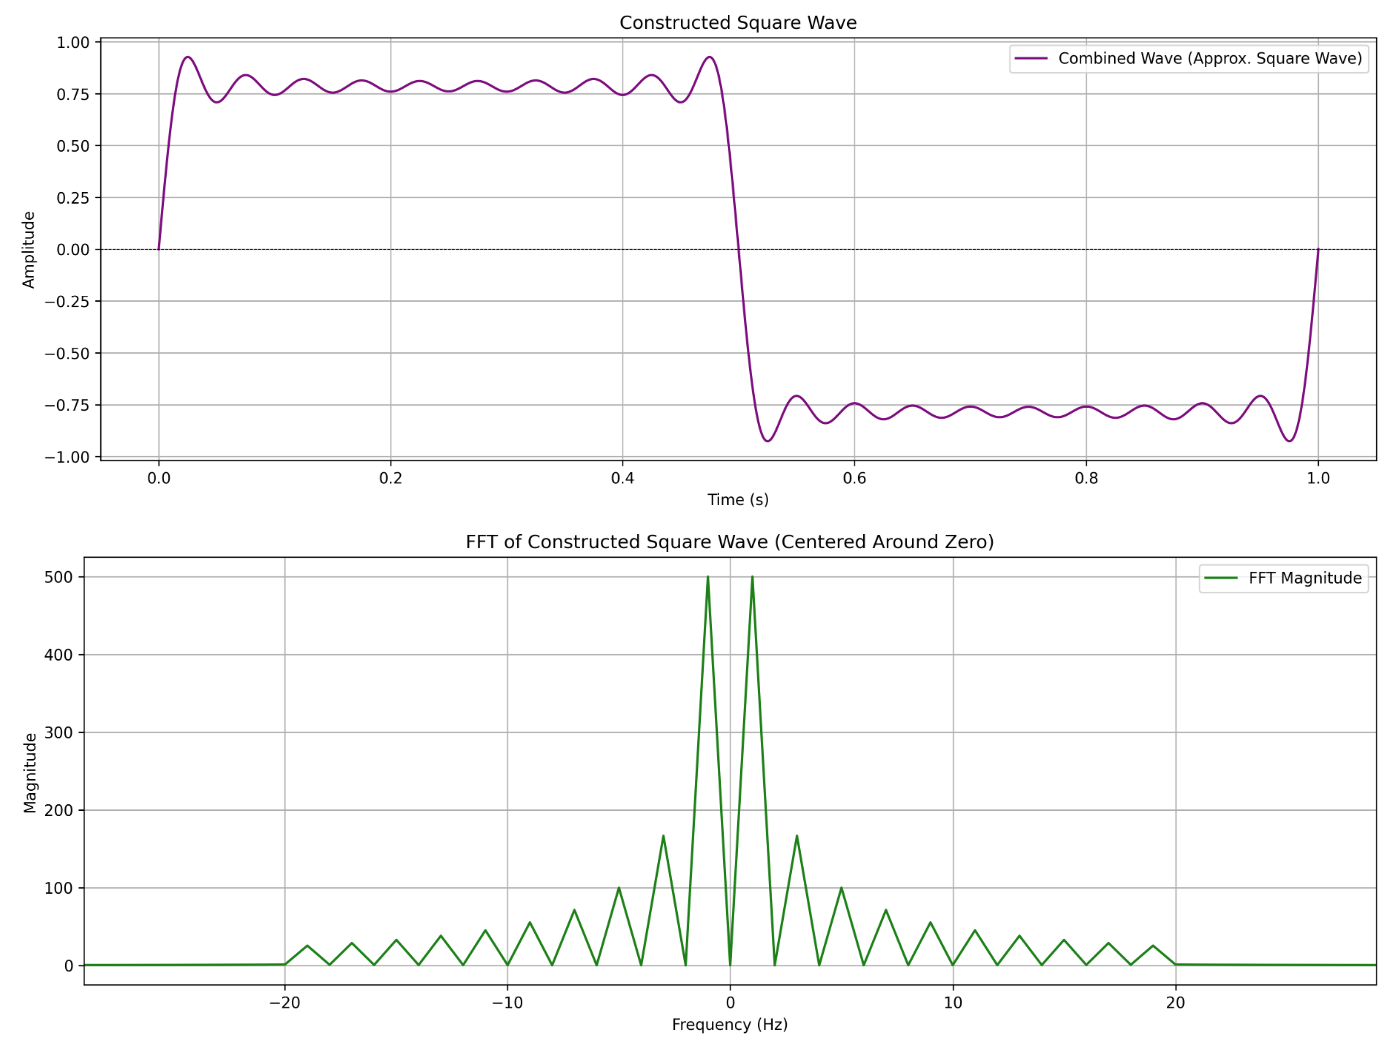 Constructed Square Wave
Combined Wave (Approx. Square Wave)
1.00
0.75
0.50
0.25
0.00
−0.25
−0.50
−0.75
−1.00
Amplitude
0.0 0.2 0.4 0.6 0.8 1.0
Time (s)
FFT of Constructed Square Wave (Centered Around Zero)
FFT Magnitude
500
400
300
200
100
0
Magnitude
−20 −10 0 10 20
Frequency (Hz)